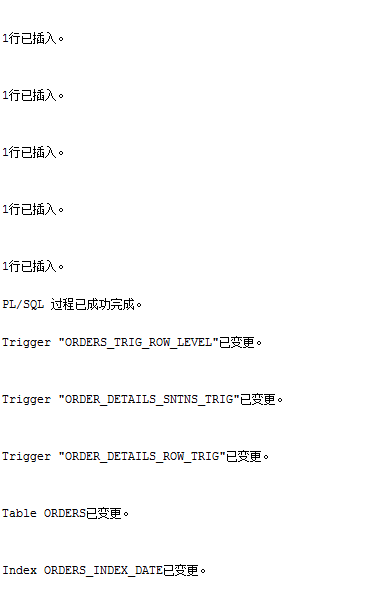 1行已插入。
1行已插入。
1行已插入。
1行已插入。
1行已插入。
PL/SQL 过程已成功完成。
Trigger "ORDERS_TRIG_ROW_LEVEL"已变更。
Trigger "ORDER_DETAILS_SNTNS_TRIG"已变更。
Trigger "ORDER_DETAILS_ROW_TRIG"已变更。
Table ORDERS已变更。
Index ORDERS_INDEX_DATE已变更。